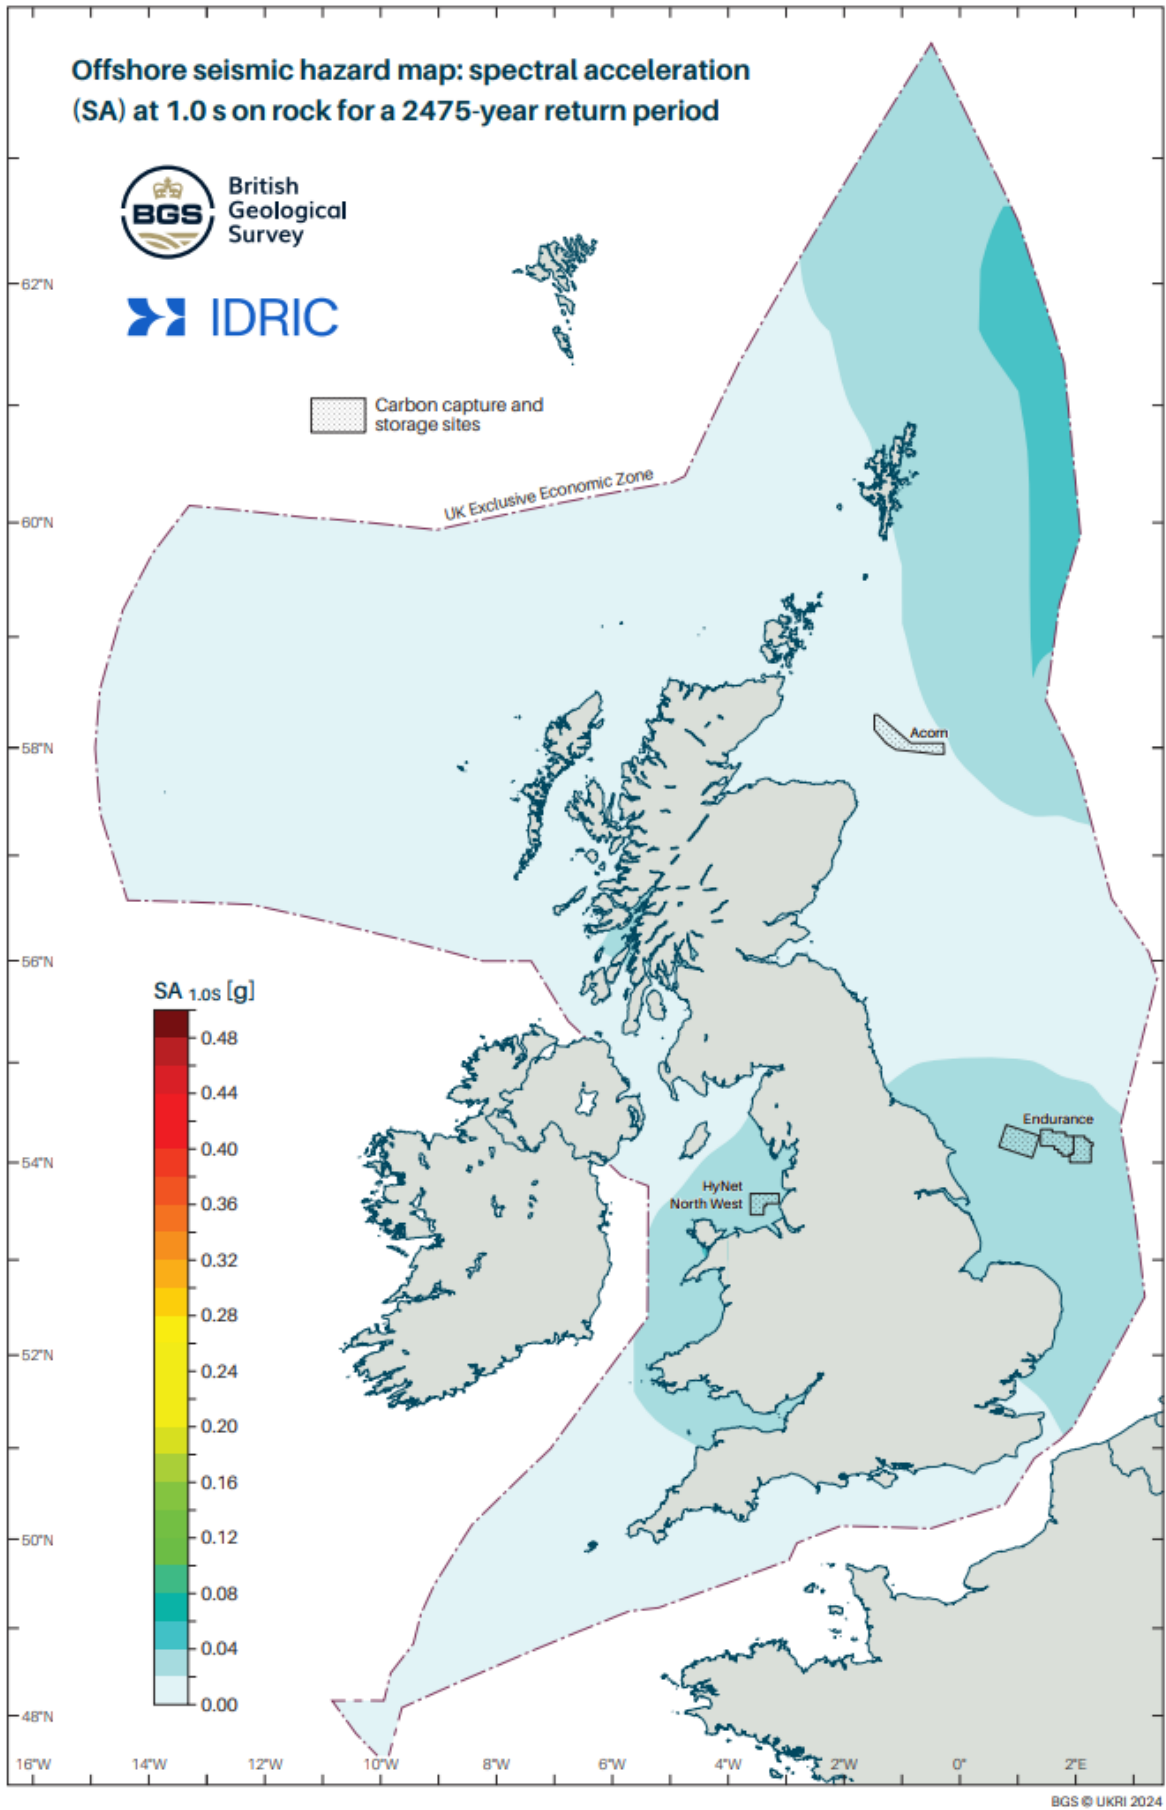 Offshore seismic hazard map: spectral acceleration
(SA) at 1.0 s on rock for a 2475-year return period
BGS
British
Geological
Survey
IDRIC
Carbon capture and
storage sites
UK Exclusive Economic Zone
62°N
60°N
58°N
56°N
54°N
52°N
50°N
48°N
Acorn
Endurance
HyNet
North West
SA 1.0S [g]
0.48
0.44
0.40
0.36
0.32
0.28
0.24
0.20
0.16
0.12
0.08
0.04
0.00
16°W 14°W 12°W 10°W 8°W 6°W 4°W 2°W 0° 2°E
BGS © UKRI 2024